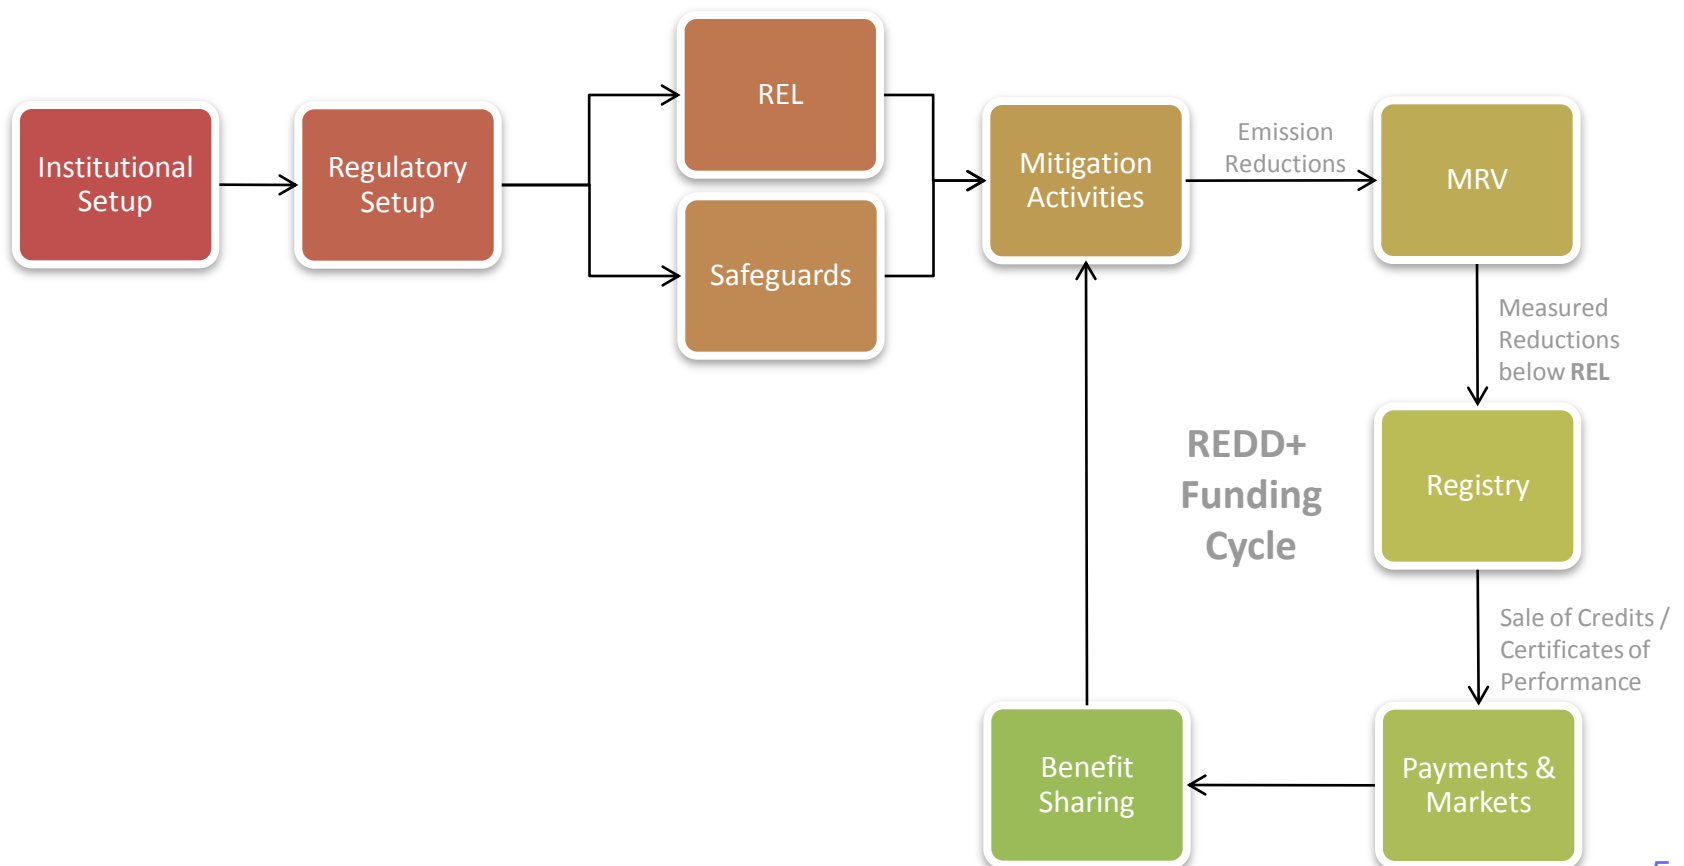 REL
Institutional
Setup
Regulatory
Setup
Safeguards
Mitigation
Activities
Emission
Reductions
MRV
Measured
Reductions
below REL
REDD+
Funding
Cycle
Registry
Sale of Credits /
Certificates of
Performance
Benefit
Sharing
Payments &
Markets